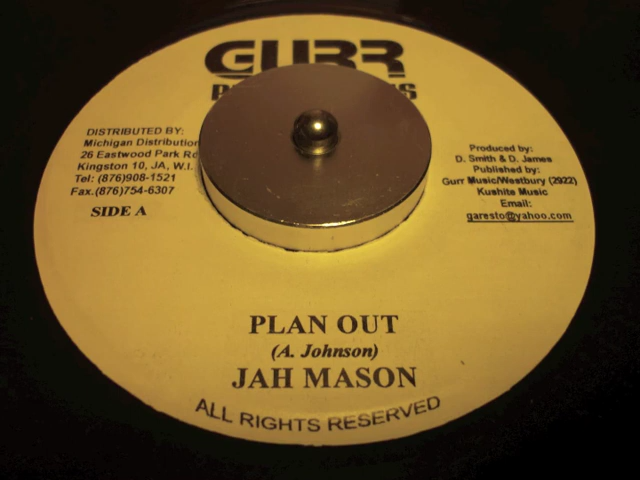 GURR
DISTRIBUTED BY:
Michigan Distribution
26 Eastwood Park Rd
Kingston 10, JA, W.I.
Tel: (876)908-1521
Fax.(876)754-6307
SIDE A
Produced by:
D. Smith & D. James
Published by:
Gurr Music/Westbury (2922)
Kushite Music
Email:
garesto@yahoo.com
PLAN OUT
(A. Johnson)
JAH MASON
ALL RIGHTS RESERVED